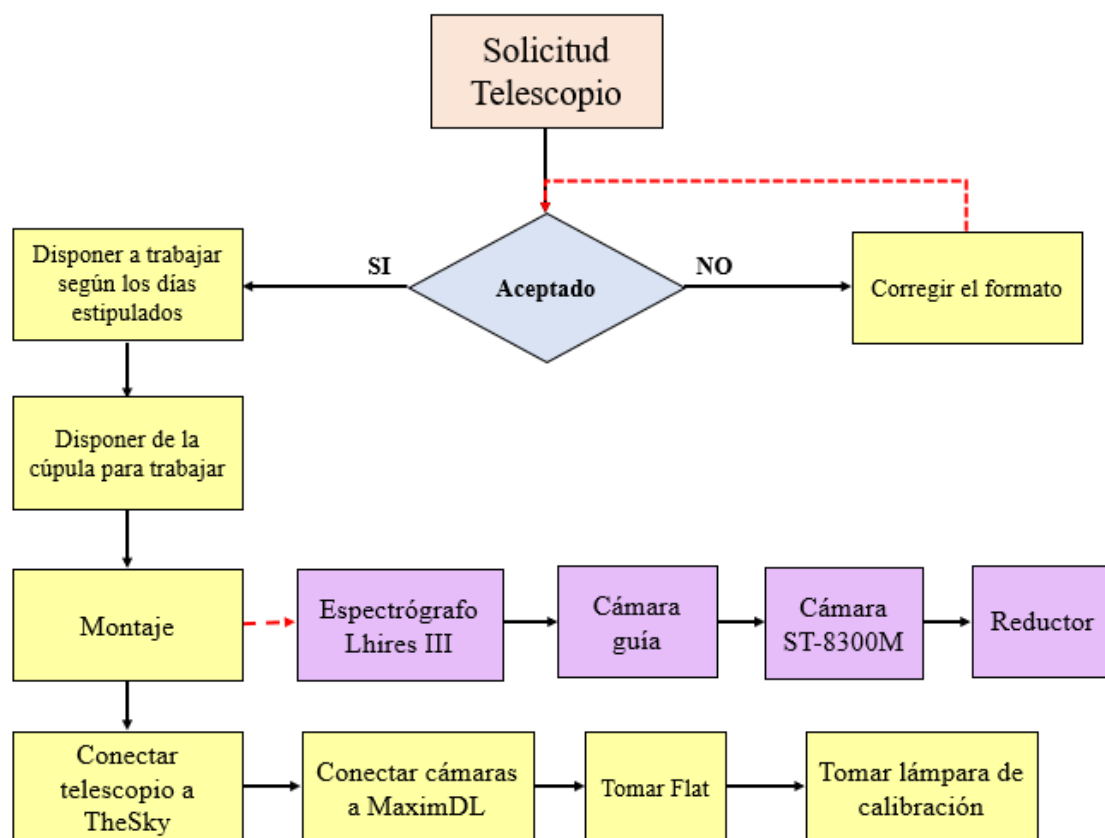 Solicitud
Telescopio
Disponer a trabajar
según los días
estipulados
SI
Aceptado
NO
Corregir el formato
Disponer de la
cúpula para trabajar
Montaje
Espectrógrafo
Lhires III
Cámara
guía
Cámara
ST-8300M
Reductor
Conectar
telescopio a
TheSky
Conectar cámaras
a MaximDL
Tomar Flat
Tomar lámpara de
calibración